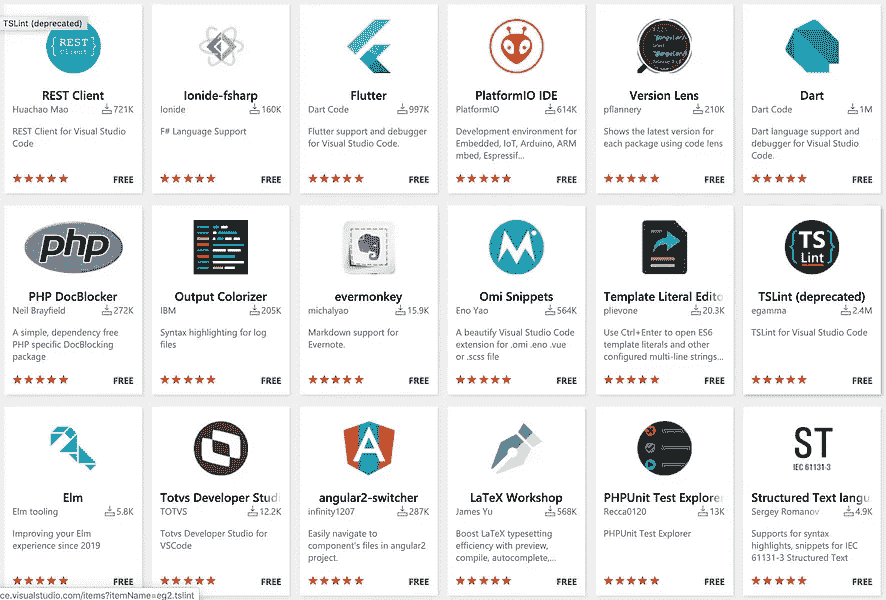 TSLint (deprecated)
{ REST }
Client
REST Client
Huachao Mao 721K
REST Client for Visual Studio
Code
FREE
Ionide-fsharp
Ionide 160K
F# Language Support
FREE
Flutter
Dart Code 997K
Flutter support and debugger
for Visual Studio Code.
FREE
PlatformIO IDE
PlatformIO 614K
Development environment for
Embedded, IoT, Arduino, ARM
mbed, Espressif...
FREE
Version Lens
pflannery 210K
Shows the latest version for
each package using code lens
FREE
Dart
Dart Code 1M
Dart language support and
debugger for Visual Studio
Code.
FREE
php
PHP DocBlocker
Neil Brayfield 272K
A simple, dependency free
PHP specific DocBlocking
package
FREE
Output Colorizer
IBM 205K
Syntax highlighting for log
files
FREE
evermonkey
michalyao 15.9K
Markdown support for
Evernote.
FREE
Omi Snippets
Eno Yao 564K
A beautify Visual Studio Code
extension for .omi .eno .vue
or .scss file
FREE
Template Literal Edito
plievone 20.3K
Use Ctrl+Enter to open ES6
template literals and other
configured multi-line strings...
FREE
{TS}
Lint
TSLint (deprecated)
egamma 2.4M
TSLint for Visual Studio Code
FREE
Elm
Elm tooling 5.8K
Improving your Elm
experience since 2019
FREE
Totvs Developer Studi
TOTVS 12.2K
Totvs Developer Studio for
VSCode
FREE
A
angular2-switcher
infinity1207 287K
Easily navigate to
component's files in angular2
project.
FREE
LaTeX Workshop
James Yu 568K
Boost LaTeX typesetting
efficiency with preview,
compile, autocomplete,...
FREE
PHPUnit Test Explorer
Recca0120 13K
PHPUnit Test Explorer
FREE
ST
IEC 61131-3
Structured Text langu
Sergey Romanov 4.9K
Supports for syntax
highlights, snippets for IEC
61131-3 Structured Text
FREE
ce.visualstudio.com/items?itemName=eg2.tslint